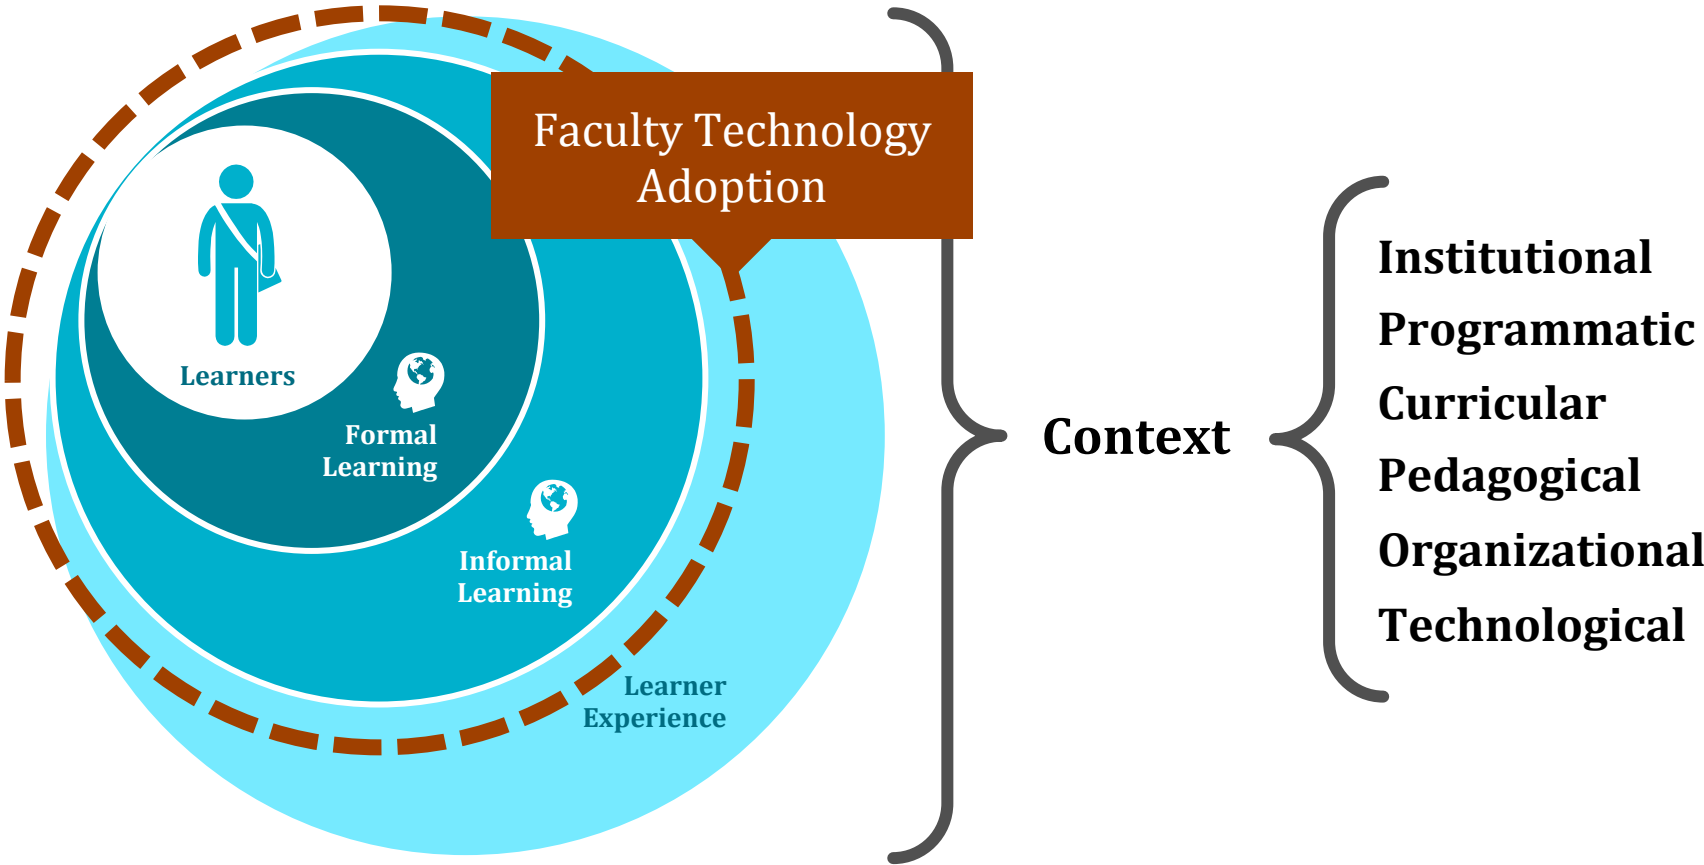 Faculty Technology
Adoption
Learners
Formal
Learning
Informal
Learning
Learner
Experience
Context
Institutional
Programmatic
Curricular
Pedagogical
Organizational
Technological